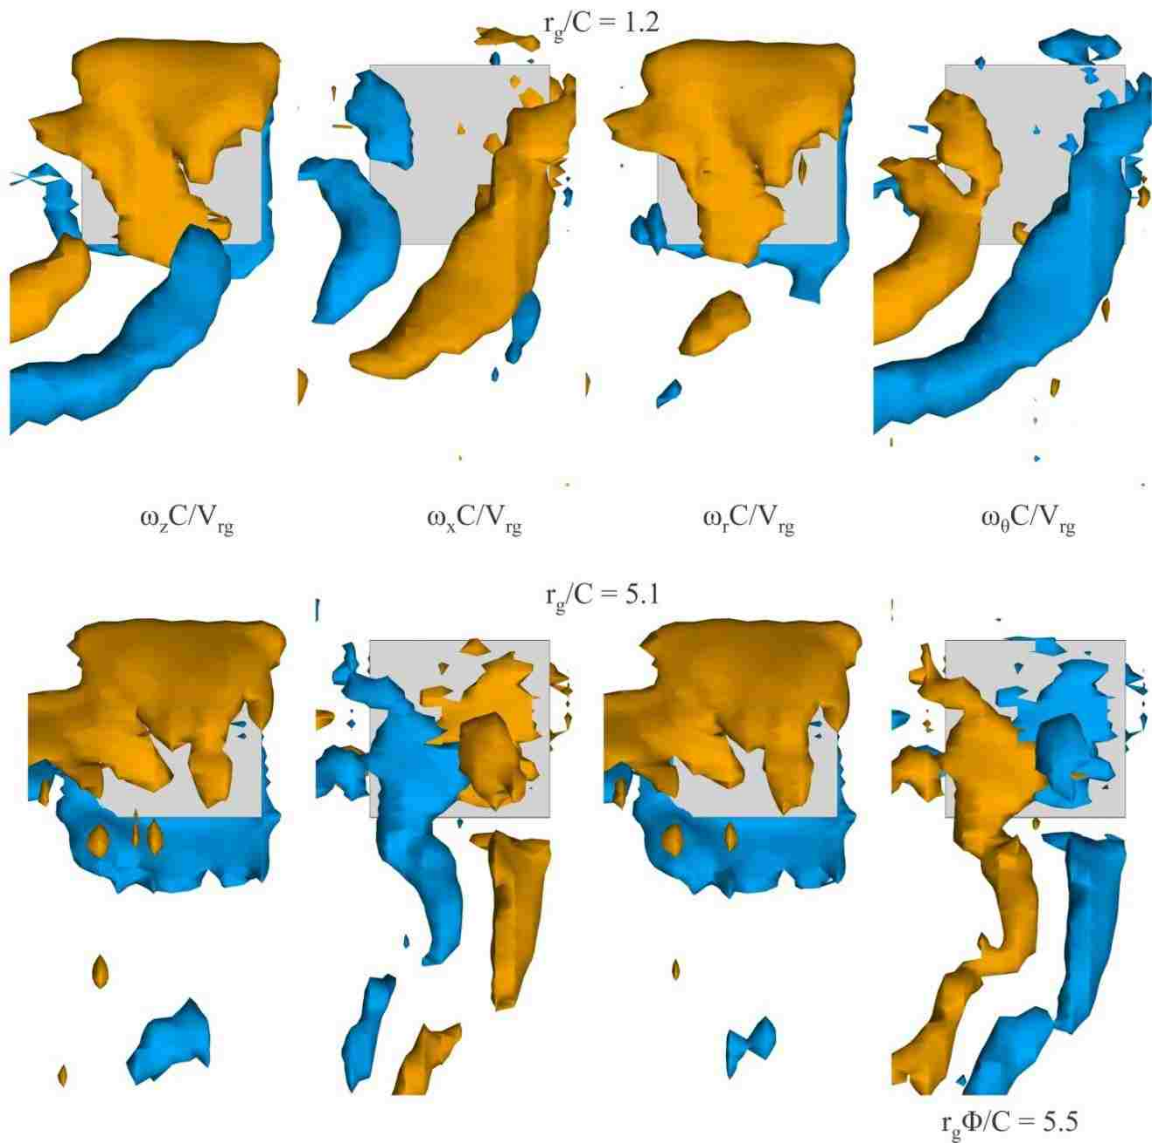 r_g/C = 1.2
ω_zC/V_rg ω_xC/V_rg ω_rC/V_rg ω_θC/V_rg
r_g/C = 5.1
r_gΦ/C = 5.5